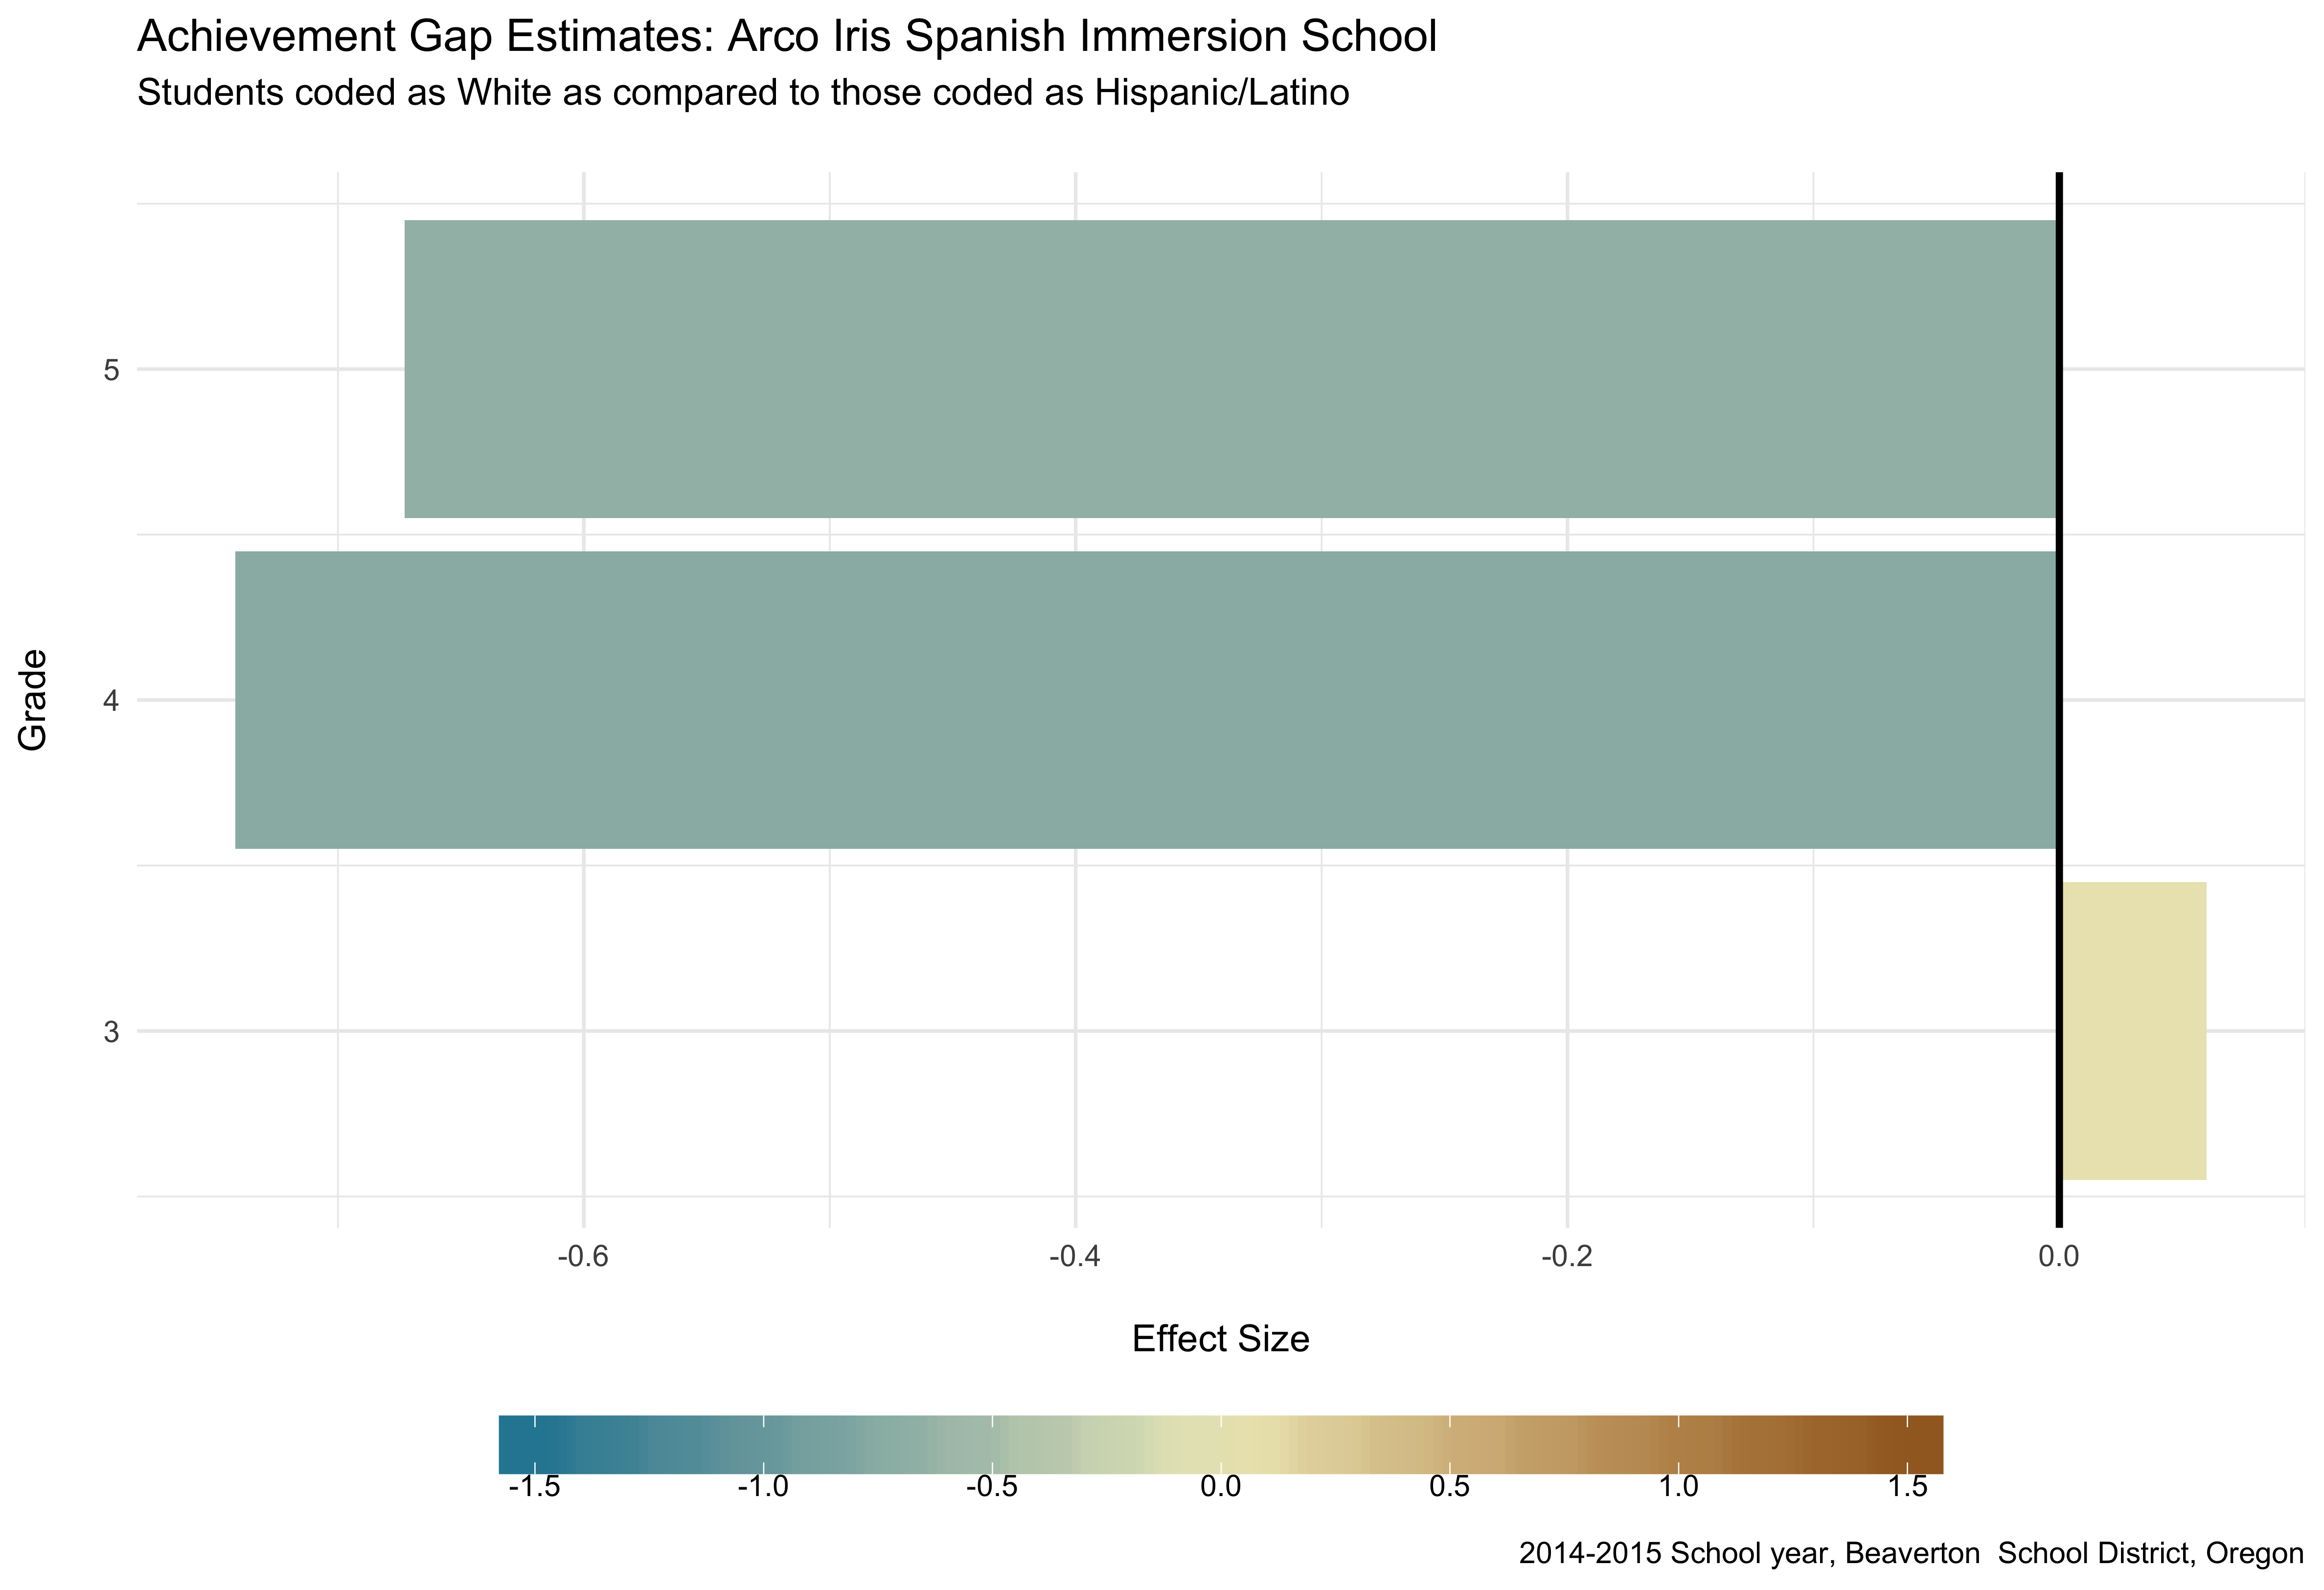 Achievement Gap Estimates: Arco Iris Spanish Immersion School
Students coded as White as compared to those coded as Hispanic/Latino
5
4
3
Grade
-0.6 -0.4 -0.2 0.0
Effect Size
-1.5 -1.0 -0.5 0.0 0.5 1.0 1.5
2014-2015 School year, Beaverton  School District, Oregon